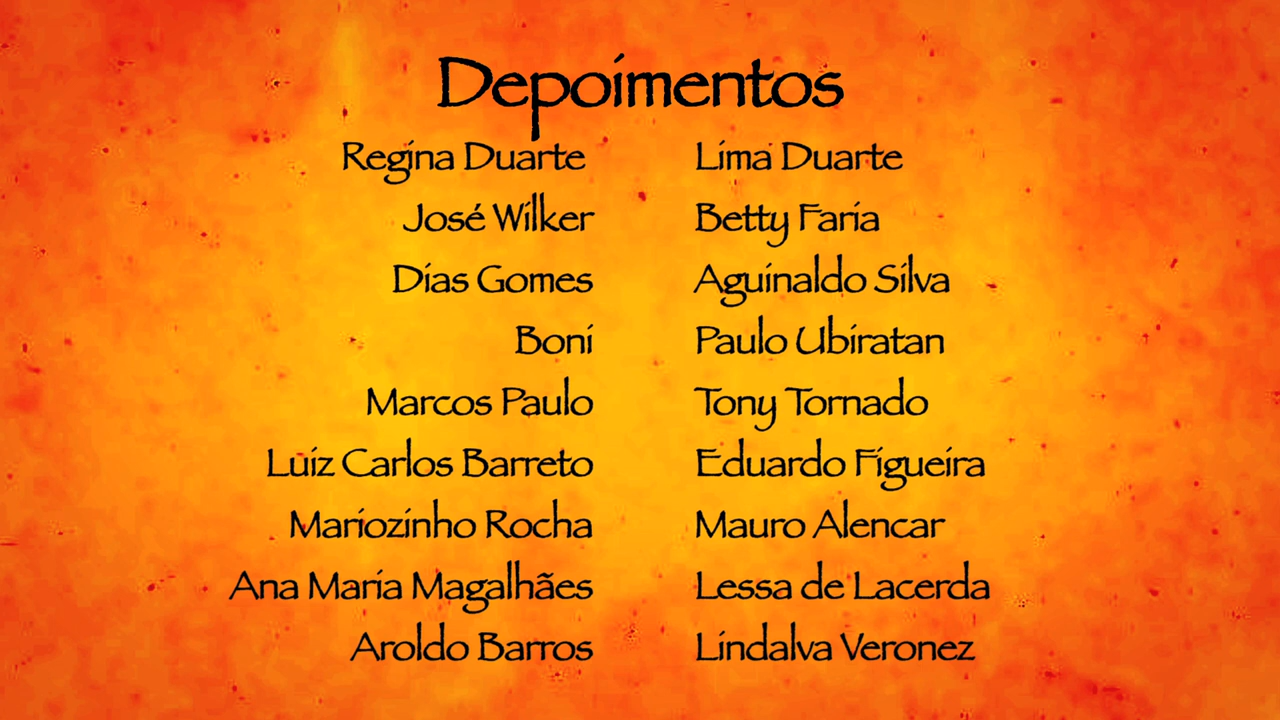 Depoimentos
Regina Duarte Lima Duarte
José Wilker Betty Faria
Dias Gomes Aguinaldo Silva
Boni Paulo Ubiratan
Marcos Paulo Tony Tornado
Luiz Carlos Barreto Eduardo Figueira
Mariozinho Rocha Mauro Alencar
Ana Maria Magalhães Lessa de Lacerda
Aroldo Barros Lindalva Veronez